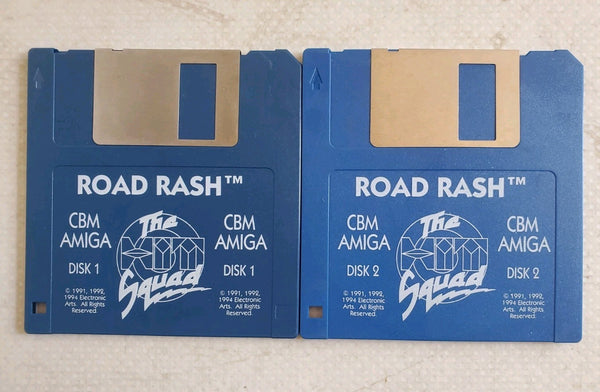 ROAD RASH™
CBM
AMIGA
DISK 1
The
Kixx
Squad
CBM
AMIGA
DISK 1
© 1991, 1992,
1994 Electronic
Arts. All Rights
Reserved.
© 1991, 1992,
1994 Electronic
Arts. All Rights
Reserved.
ROAD RASH™
CBM
AMIGA
DISK 2
The
Hit
Squad
CBM
AMIGA
DISK 2
© 1991, 1992,
1994 Electronic
Arts. All Rights
Reserved.
© 1991, 1992,
1994 Electronic
Arts. All Rights
Reserved.